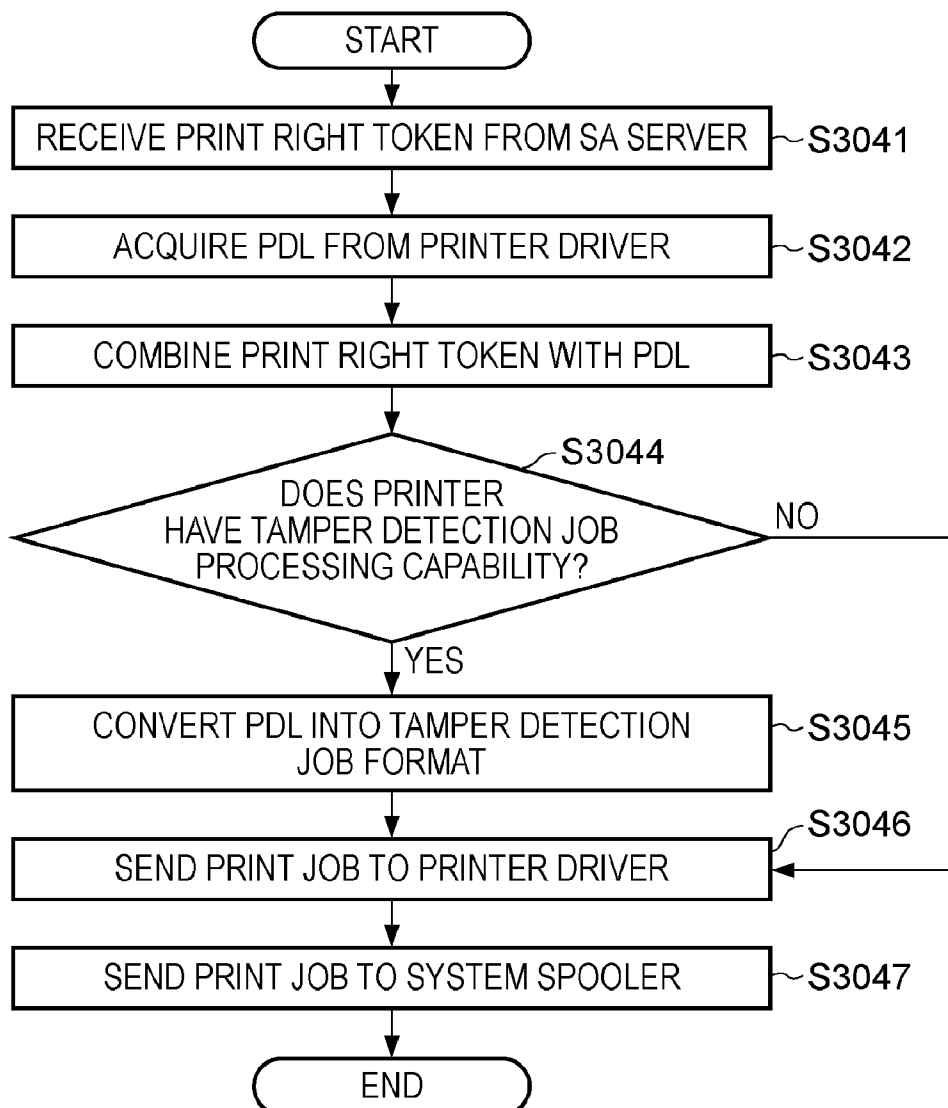 START
RECEIVE PRINT RIGHT TOKEN FROM SA SERVER
S3041
ACQUIRE PDL FROM PRINTER DRIVER
S3042
COMBINE PRINT RIGHT TOKEN WITH PDL
S3043
S3044
DOES PRINTER
HAVE TAMPER DETECTION JOB
PROCESSING CAPABILITY?
NO
YES
CONVERT PDL INTO TAMPER DETECTION
JOB FORMAT
S3045
S3046
SEND PRINT JOB TO PRINTER DRIVER
SEND PRINT JOB TO SYSTEM SPOOLER
S3047
END